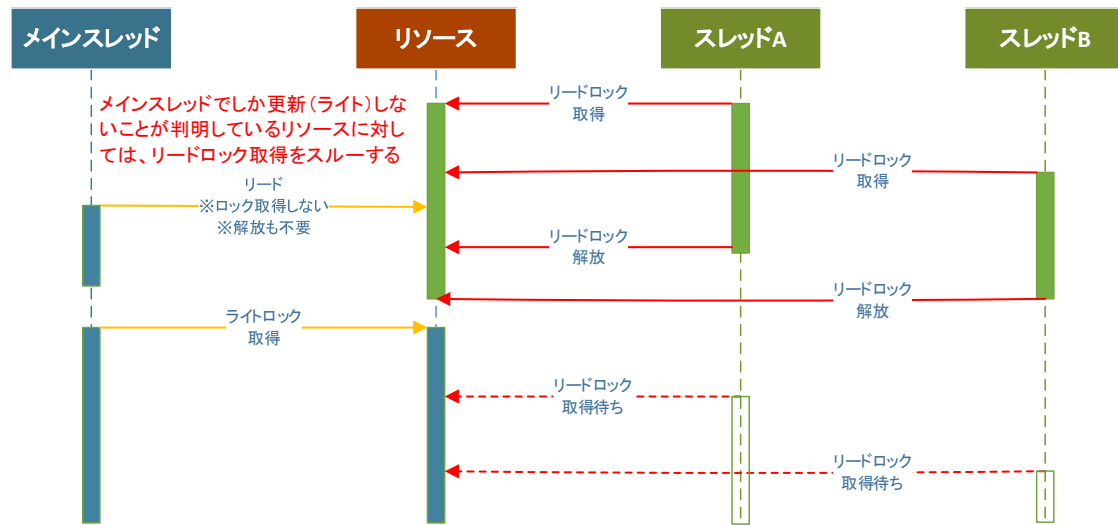 メインスレッド
リソース
スレッドA
スレッドB
メインスレッドでしか更新（ライト）しな
いことが判明しているリソースに対し
ては、リードロック取得をスルーする
リードロック
取得
リードロック
取得
リード
※ロック取得しない
※解放も不要
リードロック
解放
リードロック
解放
ライトロック
取得
リードロック
取得待ち
リードロック
取得待ち